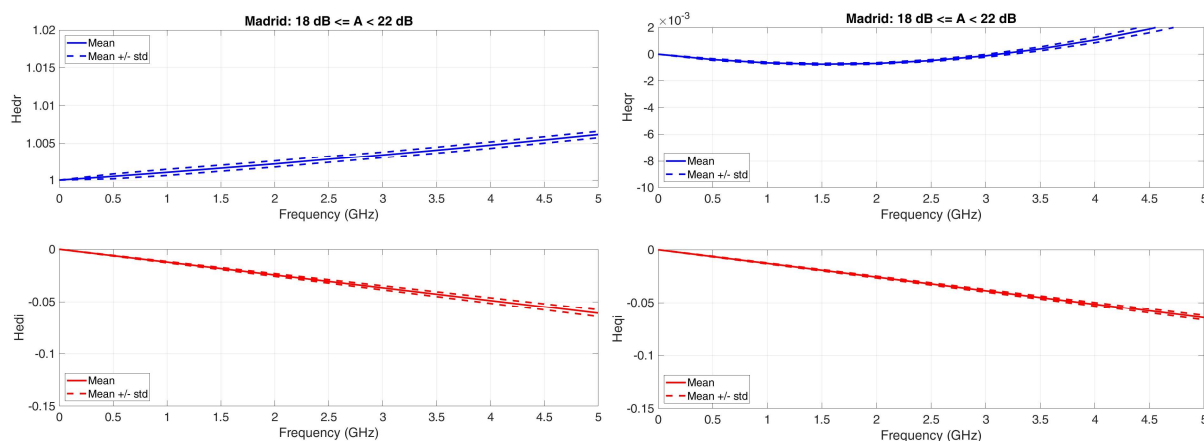 Madrid: 18 dB <= A < 22 dB
1.02
1.015
1.01
1.005
1
Hedr
Mean
Mean +/- std
0 0.5 1 1.5 2 2.5 3 3.5 4 4.5 5
Frequency (GHz)
Madrid: 18 dB <= A < 22 dB
×10⁻³
2
0
-2
-4
-6
-8
-10
Heqr
Mean
Mean +/- std
0 0.5 1 1.5 2 2.5 3 3.5 4 4.5 5
Frequency (GHz)
0
-0.05
-0.1
-0.15
Hedi
Mean
Mean +/- std
0 0.5 1 1.5 2 2.5 3 3.5 4 4.5 5
Frequency (GHz)
0
-0.05
-0.1
-0.15
Heqi
Mean
Mean +/- std
0 0.5 1 1.5 2 2.5 3 3.5 4 4.5 5
Frequency (GHz)